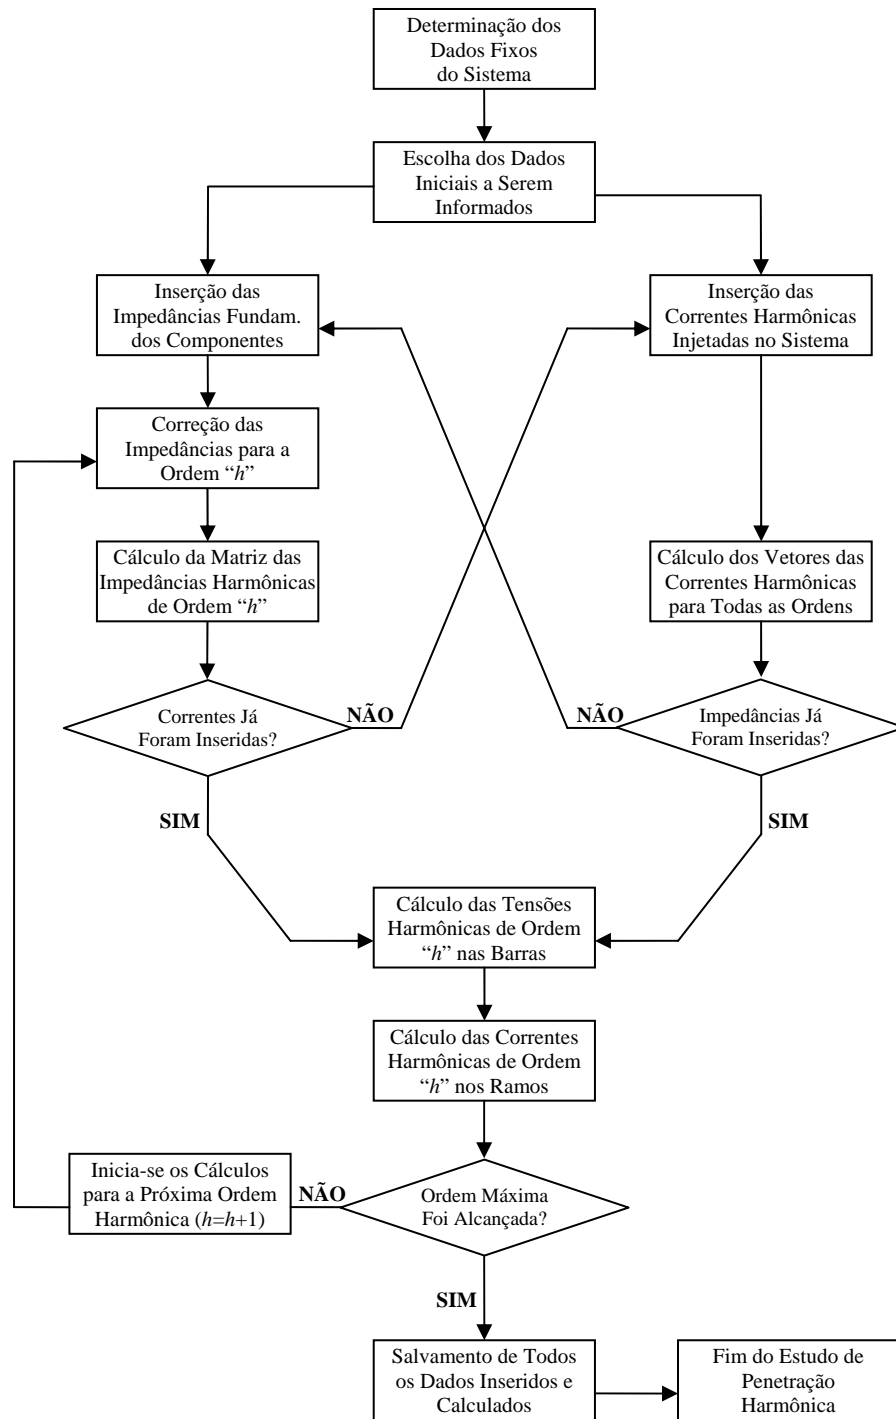 Determinação dos
Dados Fixos
do Sistema
Escolha dos Dados
Iniciais a Serem
Informados
Inserção das
Impedâncias Fundam.
dos Componentes
Inserção das
Correntes Harmônicas
Injetadas no Sistema
Correção das
Impedâncias para a
Ordem “h”
Cálculo da Matriz das
Impedâncias Harmônicas
de Ordem “h”
Cálculo dos Vetores das
Correntes Harmônicas
para Todas as Ordens
Correntes Já
Foram Inseridas?
NÃO
NÃO
Impedâncias Já
Foram Inseridas?
SIM
SIM
Cálculo das Tensões
Harmônicas de Ordem
“h” nas Barras
Cálculo das Correntes
Harmônicas de Ordem
“h” nos Ramos
Inicia-se os Cálculos
para a Próxima Ordem
Harmônica (h=h+1)
NÃO
Ordem Máxima
Foi Alcançada?
SIM
Salvamento de Todos
os Dados Inseridos e
Calculados
Fim do Estudo de
Penetração
Harmônica